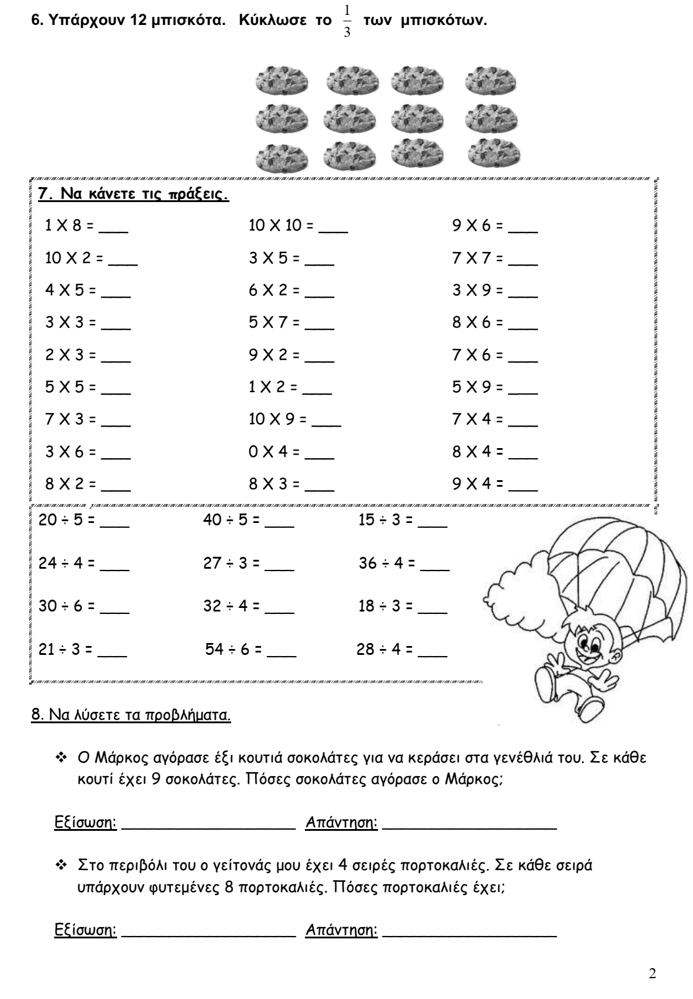 6. Υπάρχουν 12 μπισκότα. Κύκλωσε το 1/3 των μπισκότων.
7. Να κάνετε τις πράξεις.
1 Χ 8 = ___ 10 Χ 10 = ___ 9 Χ 6 = ___
10 Χ 2 = ___ 3 Χ 5 = ___ 7 Χ 7 = ___
4 Χ 5 = ___ 6 Χ 2 = ___ 3 Χ 9 = ___
3 Χ 3 = ___ 5 Χ 7 = ___ 8 Χ 6 = ___
2 Χ 3 = ___ 9 Χ 2 = ___ 7 Χ 6 = ___
5 Χ 5 = ___ 1 Χ 2 = ___ 5 Χ 9 = ___
7 Χ 3 = ___ 10 Χ 9 = ___ 7 Χ 4 = ___
3 Χ 6 = ___ 0 Χ 4 = ___ 8 Χ 4 = ___
8 Χ 2 = ___ 8 Χ 3 = ___ 9 Χ 4 = ___
20 ÷ 5 = ___ 40 ÷ 5 = ___ 15 ÷ 3 = ___
24 ÷ 4 = ___ 27 ÷ 3 = ___ 36 ÷ 4 = ___
30 ÷ 6 = ___ 32 ÷ 4 = ___ 18 ÷ 3 = ___
21 ÷ 3 = ___ 54 ÷ 6 = ___ 28 ÷ 4 = ___
8. Να λύσετε τα προβλήματα.
❖ Ο Μάρκος αγόρασε έξι κουτιά σοκολάτες για να κεράσει στα γενέθλιά του. Σε κάθε
κουτί έχει 9 σοκολάτες. Πόσες σοκολάτες αγόρασε ο Μάρκος;
Εξίσωση: __________________ Απάντηση: __________________
❖ Στο περιβόλι του ο γείτονάς μου έχει 4 σειρές πορτοκαλιές. Σε κάθε σειρά
υπάρχουν φυτεμένες 8 πορτοκαλιές. Πόσες πορτοκαλιές έχει;
Εξίσωση: __________________ Απάντηση: __________________
2